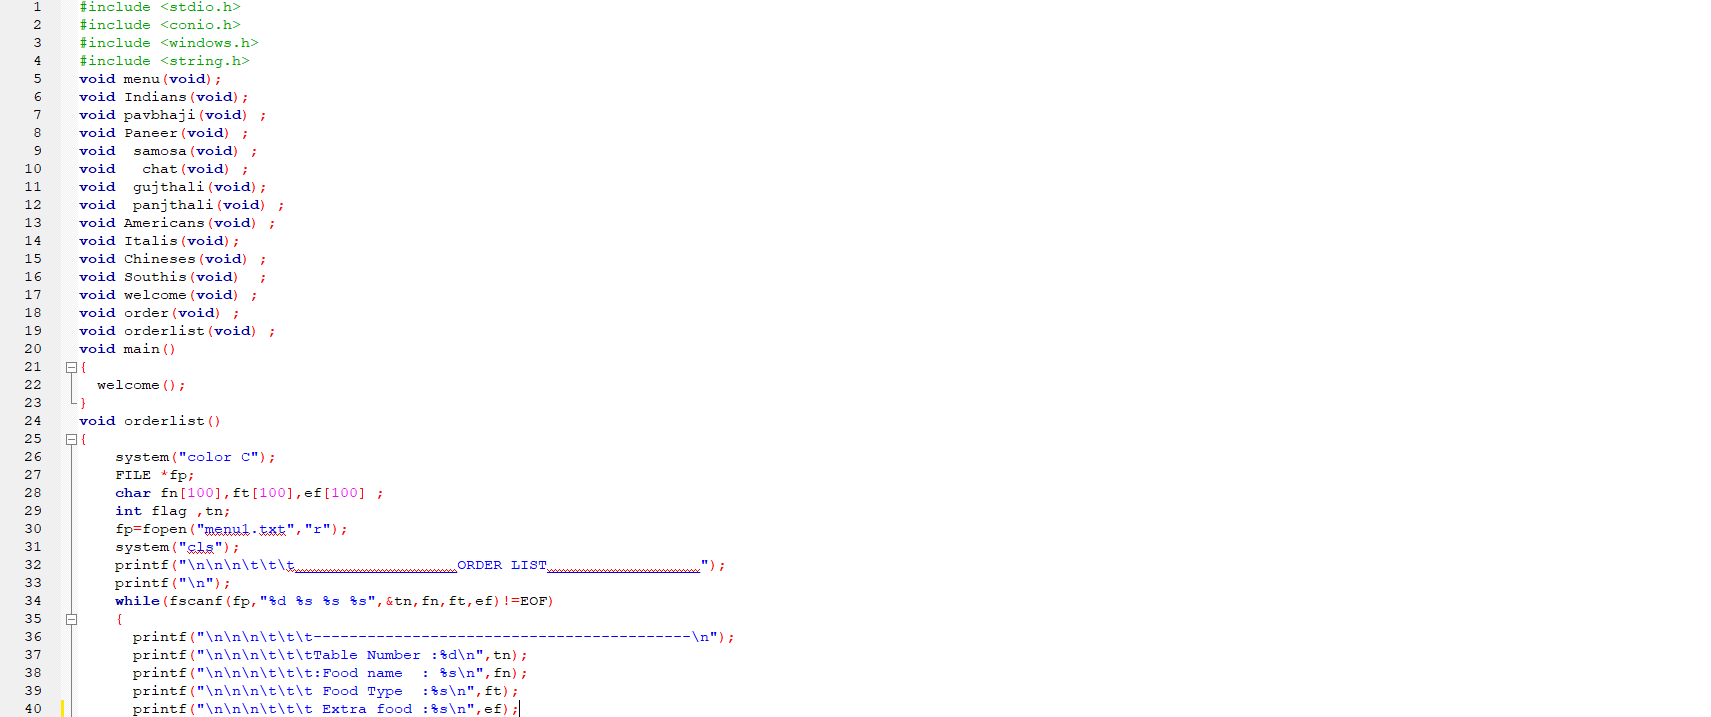 1 #include <stdio.h>
2 #include <conio.h>
3 #include <windows.h>
4 #include <string.h>
5 void menu(void);
6 void Indians(void);
7 void pavbhaji(void) ;
8 void Paneer(void) ;
9 void  samosa(void) ;
10 void   chat(void) ;
11 void  gujthali(void);
12 void  panjthali(void) ;
13 void Americans(void) ;
14 void Italis(void);
15 void Chineses(void) ;
16 void Southis(void)  ;
17 void welcome(void) ;
18 void order(void) ;
19 void orderlist(void) ;
20 void main()
21 {
22   welcome();
23 }
24 void orderlist()
25 {
26     system("color C");
27     FILE *fp;
28     char fn[100],ft[100],ef[100] ;
29     int flag ,tn;
30     fp=fopen("menu1.txt","r");
31     system("cls");
32     printf("\n\n\n\t\t\t__________________ORDER LIST_________________");
33     printf("\n");
34     while(fscanf(fp,"%d %s %s %s",&tn,fn,ft,ef)!=EOF)
35     {
36       printf("\n\n\n\t\t\t------------------------------------------\n");
37       printf("\n\n\n\t\t\tTable Number :%d\n",tn);
38       printf("\n\n\n\t\t\t:Food name  : %s\n",fn);
39       printf("\n\n\n\t\t\t Food Type  :%s\n",ft);
40       printf("\n\n\n\t\t\t Extra food :%s\n",ef);